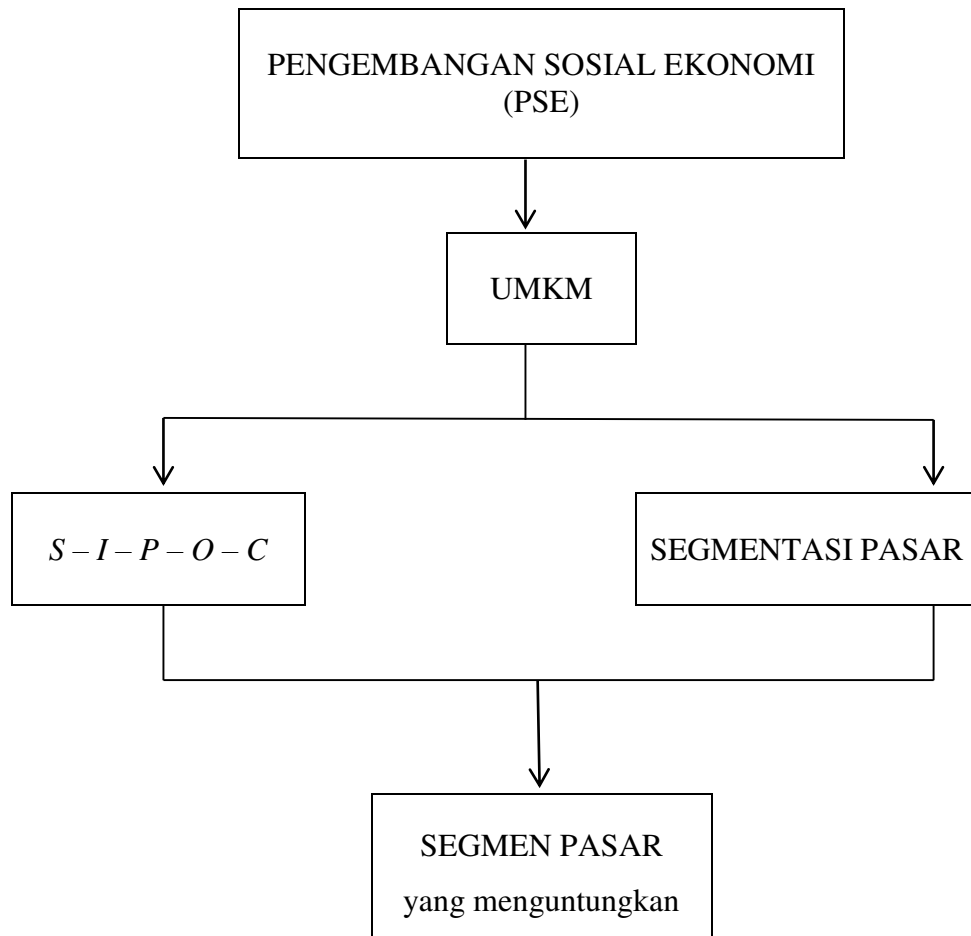 PENGEMBANGAN SOSIAL EKONOMI
(PSE)
UMKM
S – I – P – O – C
SEGMENTASI PASAR
SEGMEN PASAR
yang menguntungkan